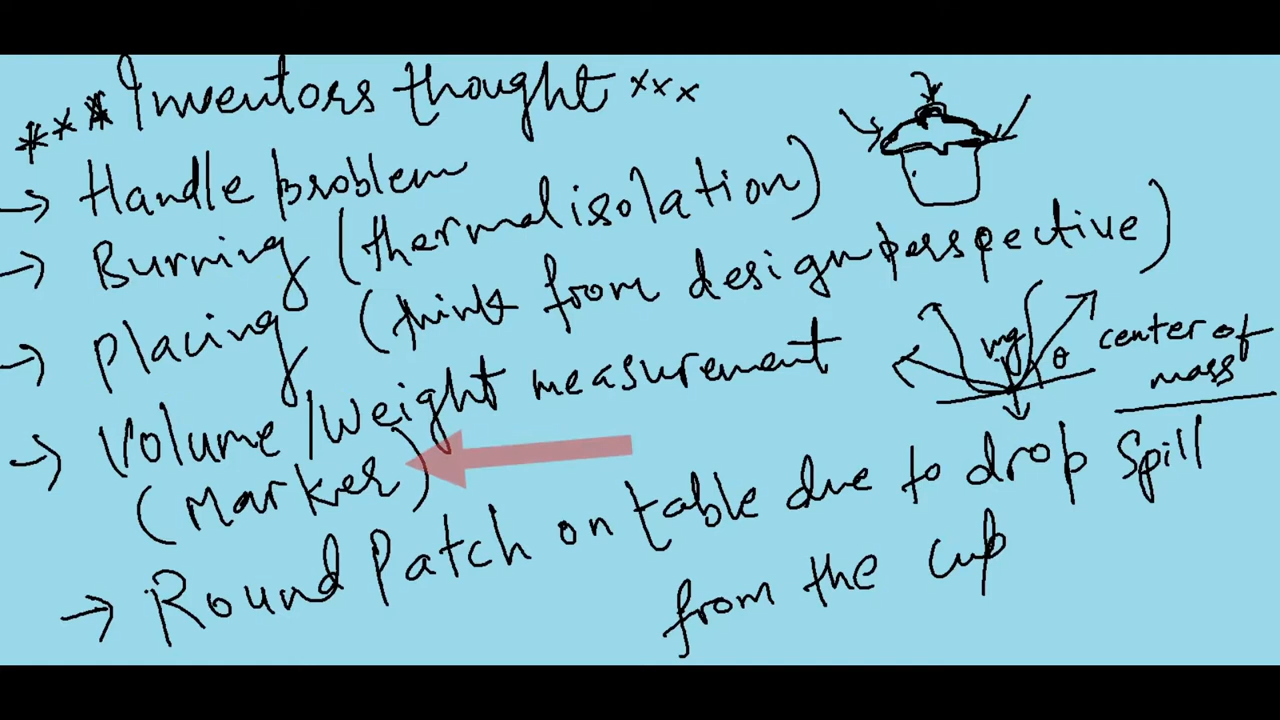 *** Inventors thought xxx
→ Handle problem
→ Burning (thermal isolation)
→ Placing (think from design perspective)
→ Volume/Weight measurement
(Marker)
→ Round Patch on table due to drop spill
from the cup
mg θ
center of
mass